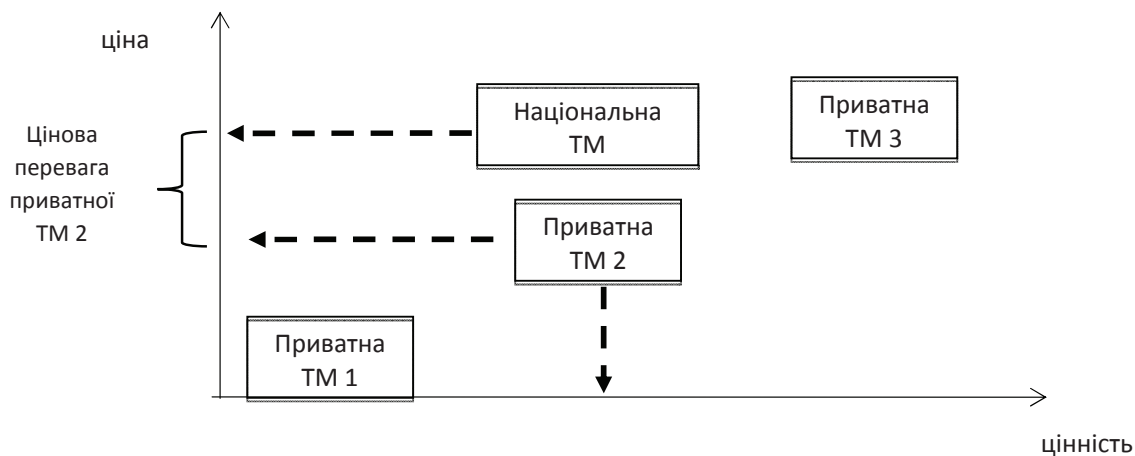 ціна
Національна
ТМ
Приватна
ТМ 3
Цінова
перевага
приватної
ТМ 2
Приватна
ТМ 2
Приватна
ТМ 1
цінність